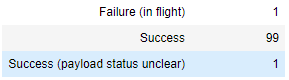 Failure (in flight) 1
Success 99
Success (payload status unclear) 1